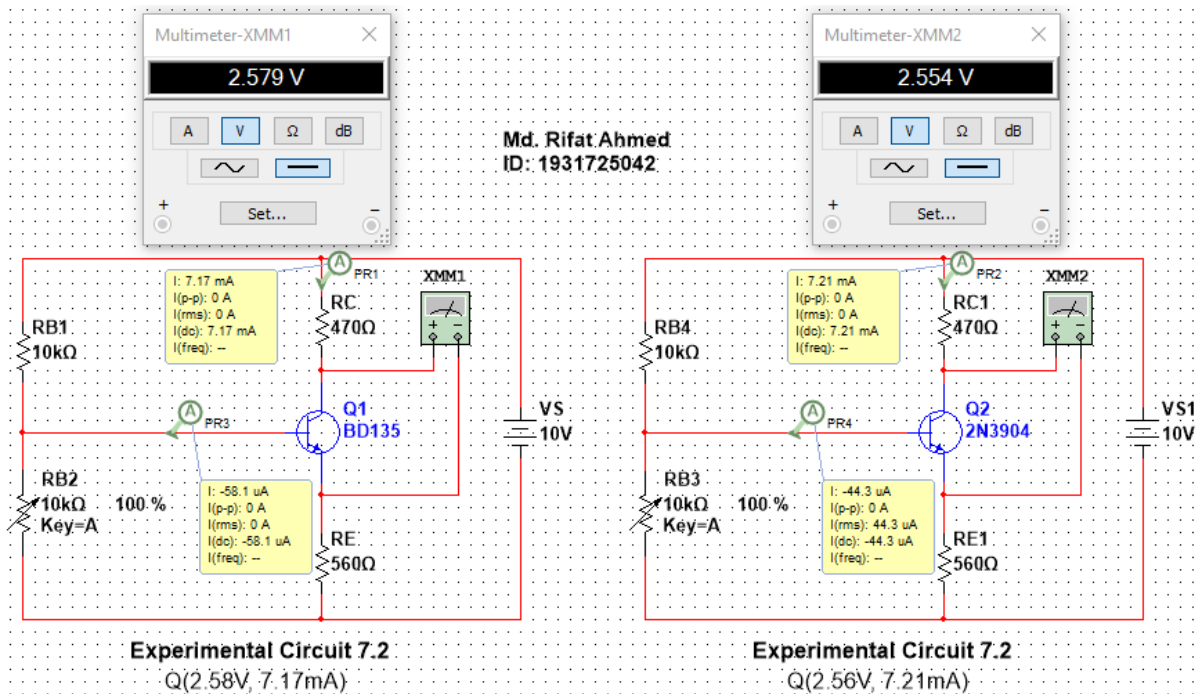 Multimeter-XMM1
2.579 V
A V Ω dB
+ Set... −
Multimeter-XMM2
2.554 V
A V Ω dB
+ Set... −
Md. Rifat Ahmed
ID: 1931725042
I: 7.17 mA
I(p-p): 0 A
I(rms): 0 A
I(dc): 7.17 mA
I(freq): --
A
PR1
XMM1
+ −
RC
470Ω
RB1
10kΩ
A
PR3
Q1
BD135
VS
10V
RB2
10kΩ 100 %
Key=A
I: -58.1 uA
I(p-p): 0 A
I(rms): 0 A
I(dc): -58.1 uA
I(freq): --
RE
560Ω
Experimental Circuit 7.2
Q(2.58V, 7.17mA)
I: 7.21 mA
I(p-p): 0 A
I(rms): 0 A
I(dc): 7.21 mA
I(freq): --
A
PR2
XMM2
+ −
RC1
470Ω
RB4
10kΩ
A
PR4
Q2
2N3904
VS1
10V
RB3
10kΩ 100 %
Key=A
I: -44.3 uA
I(p-p): 0 A
I(rms): 44.3 uA
I(dc): -44.3 uA
I(freq): --
RE1
560Ω
Experimental Circuit 7.2
Q(2.56V, 7.21mA)